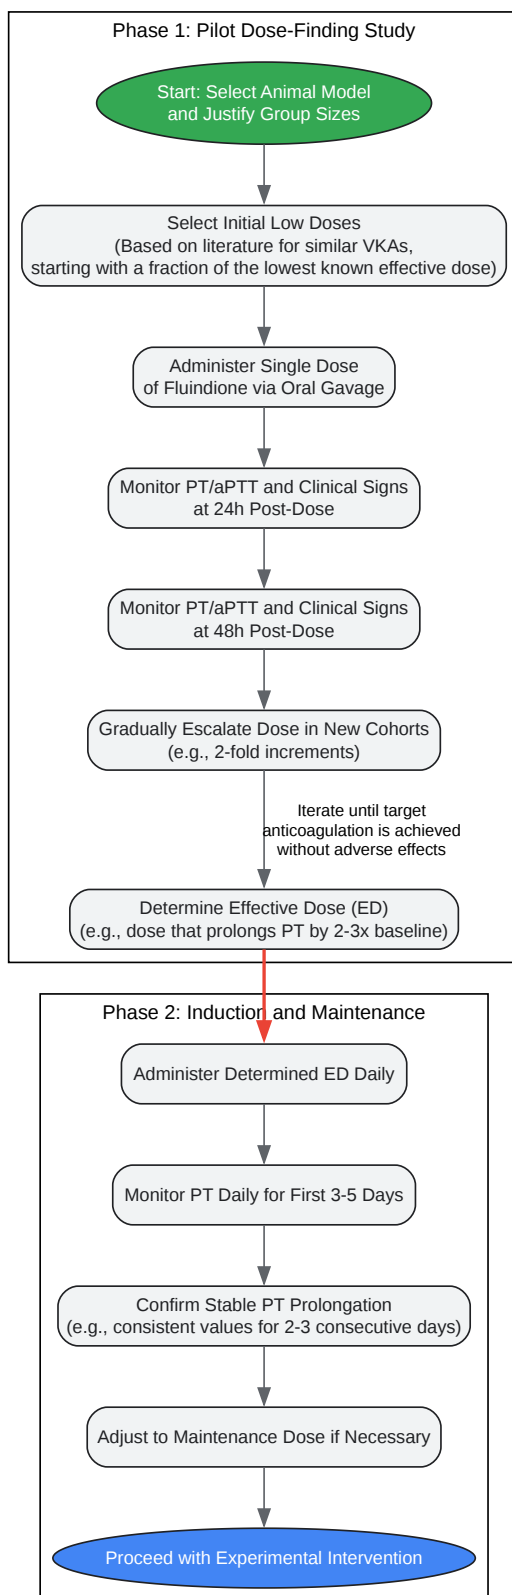 Phase 1: Pilot Dose-Finding Study
Start: Select Animal Model
and Justify Group Sizes
Select Initial Low Doses
(Based on literature for similar VKAs,
starting with a fraction of the lowest known effective dose)
Administer Single Dose
of Fluindione via Oral Gavage
Monitor PT/aPTT and Clinical Signs
at 24h Post-Dose
Monitor PT/aPTT and Clinical Signs
at 48h Post-Dose
Gradually Escalate Dose in New Cohorts
(e.g., 2-fold increments)
Iterate until target
anticoagulation is achieved
without adverse effects
Determine Effective Dose (ED)
(e.g., dose that prolongs PT by 2-3x baseline)
Phase 2: Induction and Maintenance
Administer Determined ED Daily
Monitor PT Daily for First 3-5 Days
Confirm Stable PT Prolongation
(e.g., consistent values for 2-3 consecutive days)
Adjust to Maintenance Dose if Necessary
Proceed with Experimental Intervention